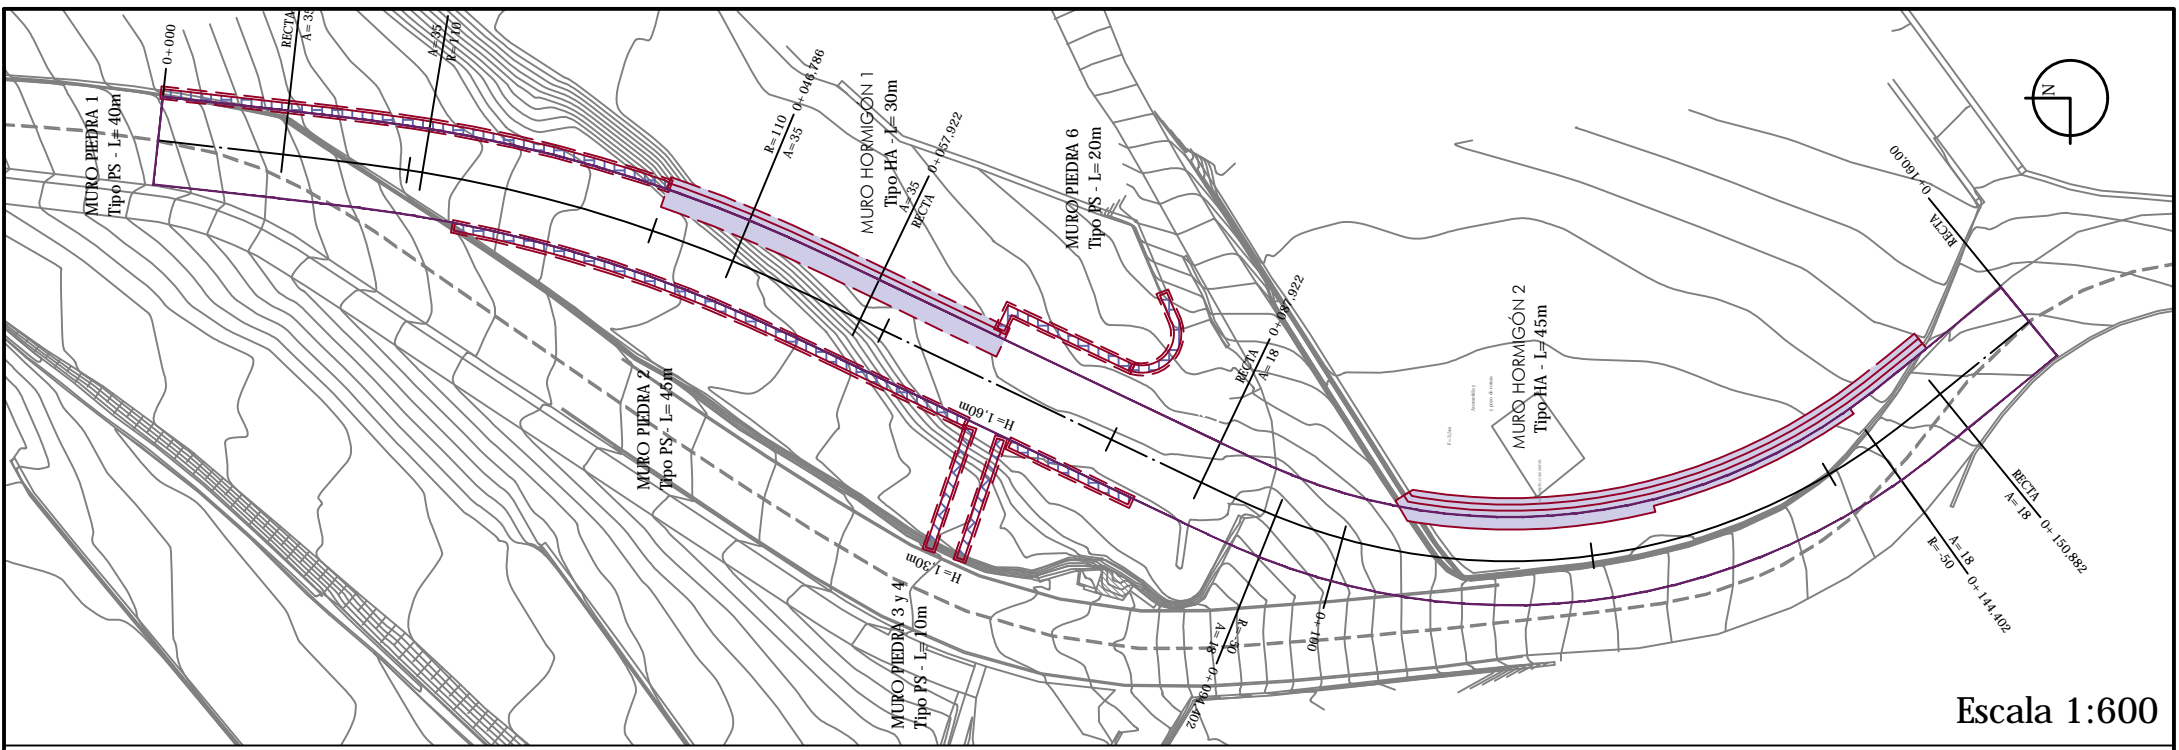 0+000
RECTA
A=35
A=35
R=110
MURO PIEDRA 1
Tipo PS - L= 40m
R=110 0+046,786
A=35
MURO HORMIGÓN 1
Tipo HA - L= 30m
A=35
RECTA 0+057,922
MURO PIEDRA 6
Tipo PS - L= 20m
N
0+160,00
RECTA
RECTA 0+087,922
A=18
MURO HORMIGÓN 2
Tipo HA - L=45m
MURO PIEDRA 2
Tipo PS - L=45m
H=1,60m
H=1,30m
MURO PIEDRA 3 y 4
Tipo PS - L= 10m
R=-50
A=18 0+094,402
0+100
RECTA
A=18 0+150,882
A=18
R=-50 0+144,402
Escala 1:600